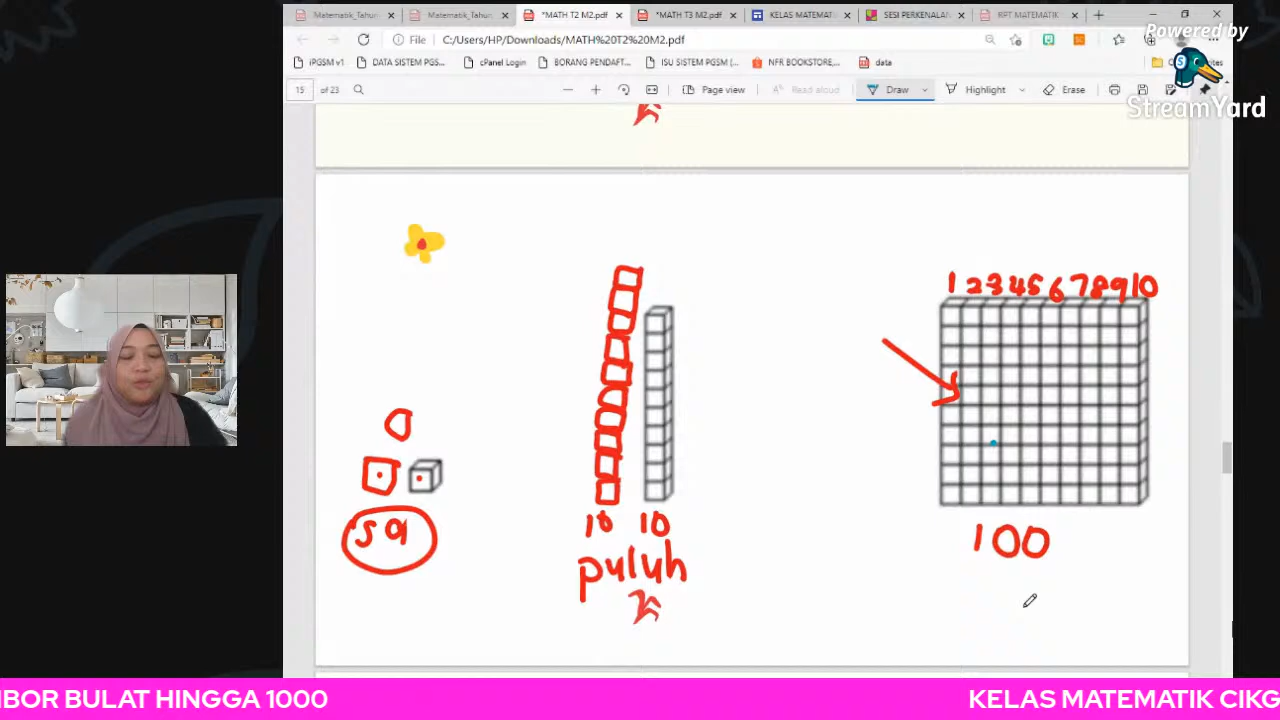 Matematik_Tahun
Matematik_Tahun
*MATH T2 M2.pdf
*MATH T3 M2.pdf
KELAS MATEMATI
SESI PERKENALAN
RPT MATEMATIK
File C:/Users/HP/Downloads/MATH%20T2%20M2.pdf
Powered by
StreamYard
iPGSM v1
DATA SISTEM PGS...
cPanel Login
BORANG PENDAFT...
ISU SISTEM PGSM (...
NFR BOOKSTORE,...
data
15 of 23
Page view
Read aloud
Draw
Highlight
Erase
1 2 3 4 5 6 7 8 9 10
sa
10 10
puluh
100
IBOR BULAT HINGGA 1000
KELAS MATEMATIK CIKG